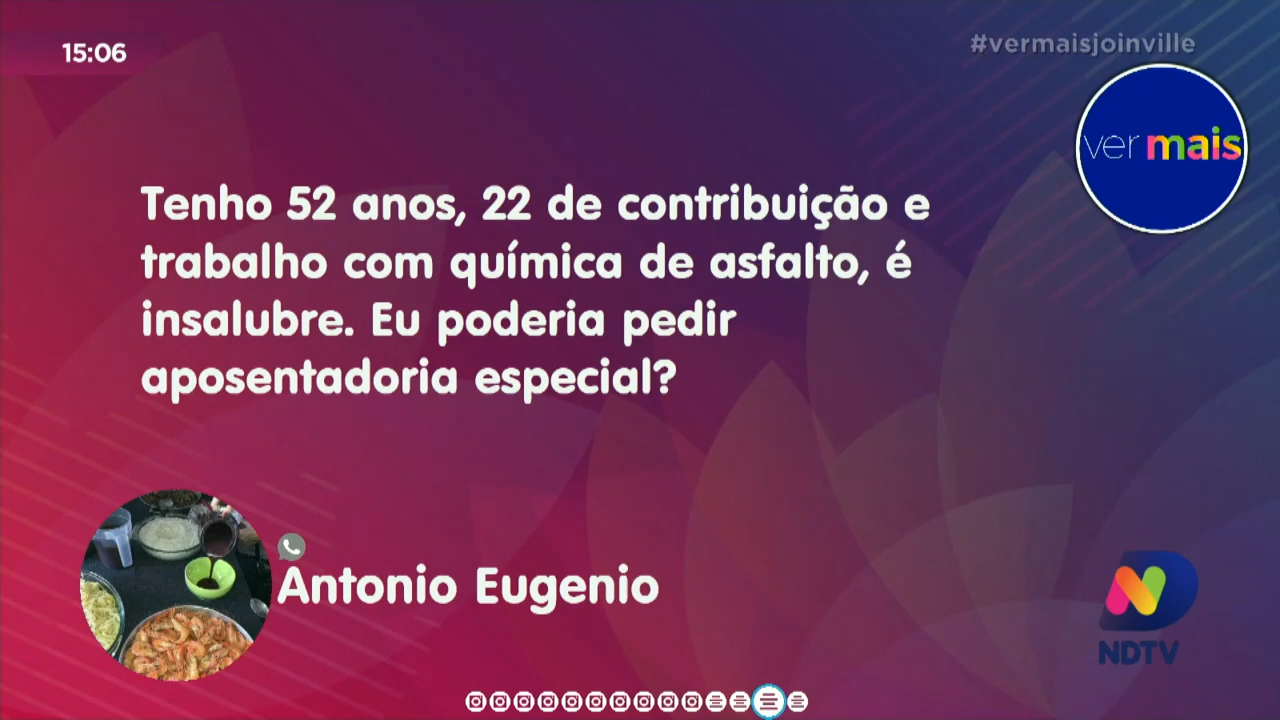 15:06
#vermaisjoinville
ver mais
Tenho 52 anos, 22 de contribuição e
trabalho com química de asfalto, é
insalubre. Eu poderia pedir
aposentadoria especial?
Antonio Eugenio
NDTV